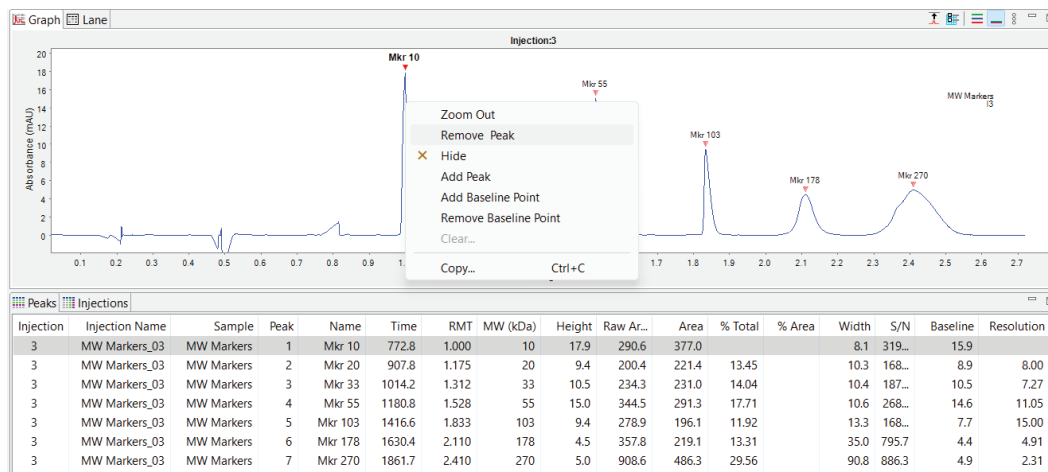 Graph Lane
Injection:3
Absorbance (mAU)
20
18
16
14
12
10
8
6
4
2
0
Mkr 10
Mkr 55
Mkr 103
Mkr 178
Mkr 270
MW Markers
I3
Zoom Out
Remove Peak
Hide
Add Peak
Add Baseline Point
Remove Baseline Point
Clear...
Copy... Ctrl+C
0.1 0.2 0.3 0.4 0.5 0.6 0.7 0.8 0.9 1. 1.7 1.8 1.9 2.0 2.1 2.2 2.3 2.4 2.5 2.6 2.7
Peaks Injections
Injection Injection Name Sample Peak Name Time RMT MW (kDa) Height Raw Ar... Area % Total % Area Width S/N Baseline Resolution
3 MW Markers_03 MW Markers 1 Mkr 10 772.8 1.000 10 17.9 290.6 377.0 8.1 319... 15.9
3 MW Markers_03 MW Markers 2 Mkr 20 907.8 1.175 20 9.4 200.4 221.4 13.45 10.3 168... 8.9 8.00
3 MW Markers_03 MW Markers 3 Mkr 33 1014.2 1.312 33 10.5 234.3 231.0 14.04 10.4 187... 10.5 7.27
3 MW Markers_03 MW Markers 4 Mkr 55 1180.8 1.528 55 15.0 344.5 291.3 17.71 10.6 268... 14.6 11.05
3 MW Markers_03 MW Markers 5 Mkr 103 1416.6 1.833 103 9.4 278.9 196.1 11.92 13.3 168... 7.7 15.00
3 MW Markers_03 MW Markers 6 Mkr 178 1630.4 2.110 178 4.5 357.8 219.1 13.31 35.0 795.7 4.4 4.91
3 MW Markers_03 MW Markers 7 Mkr 270 1861.7 2.410 270 5.0 908.6 486.3 29.56 90.8 886.3 4.9 2.31